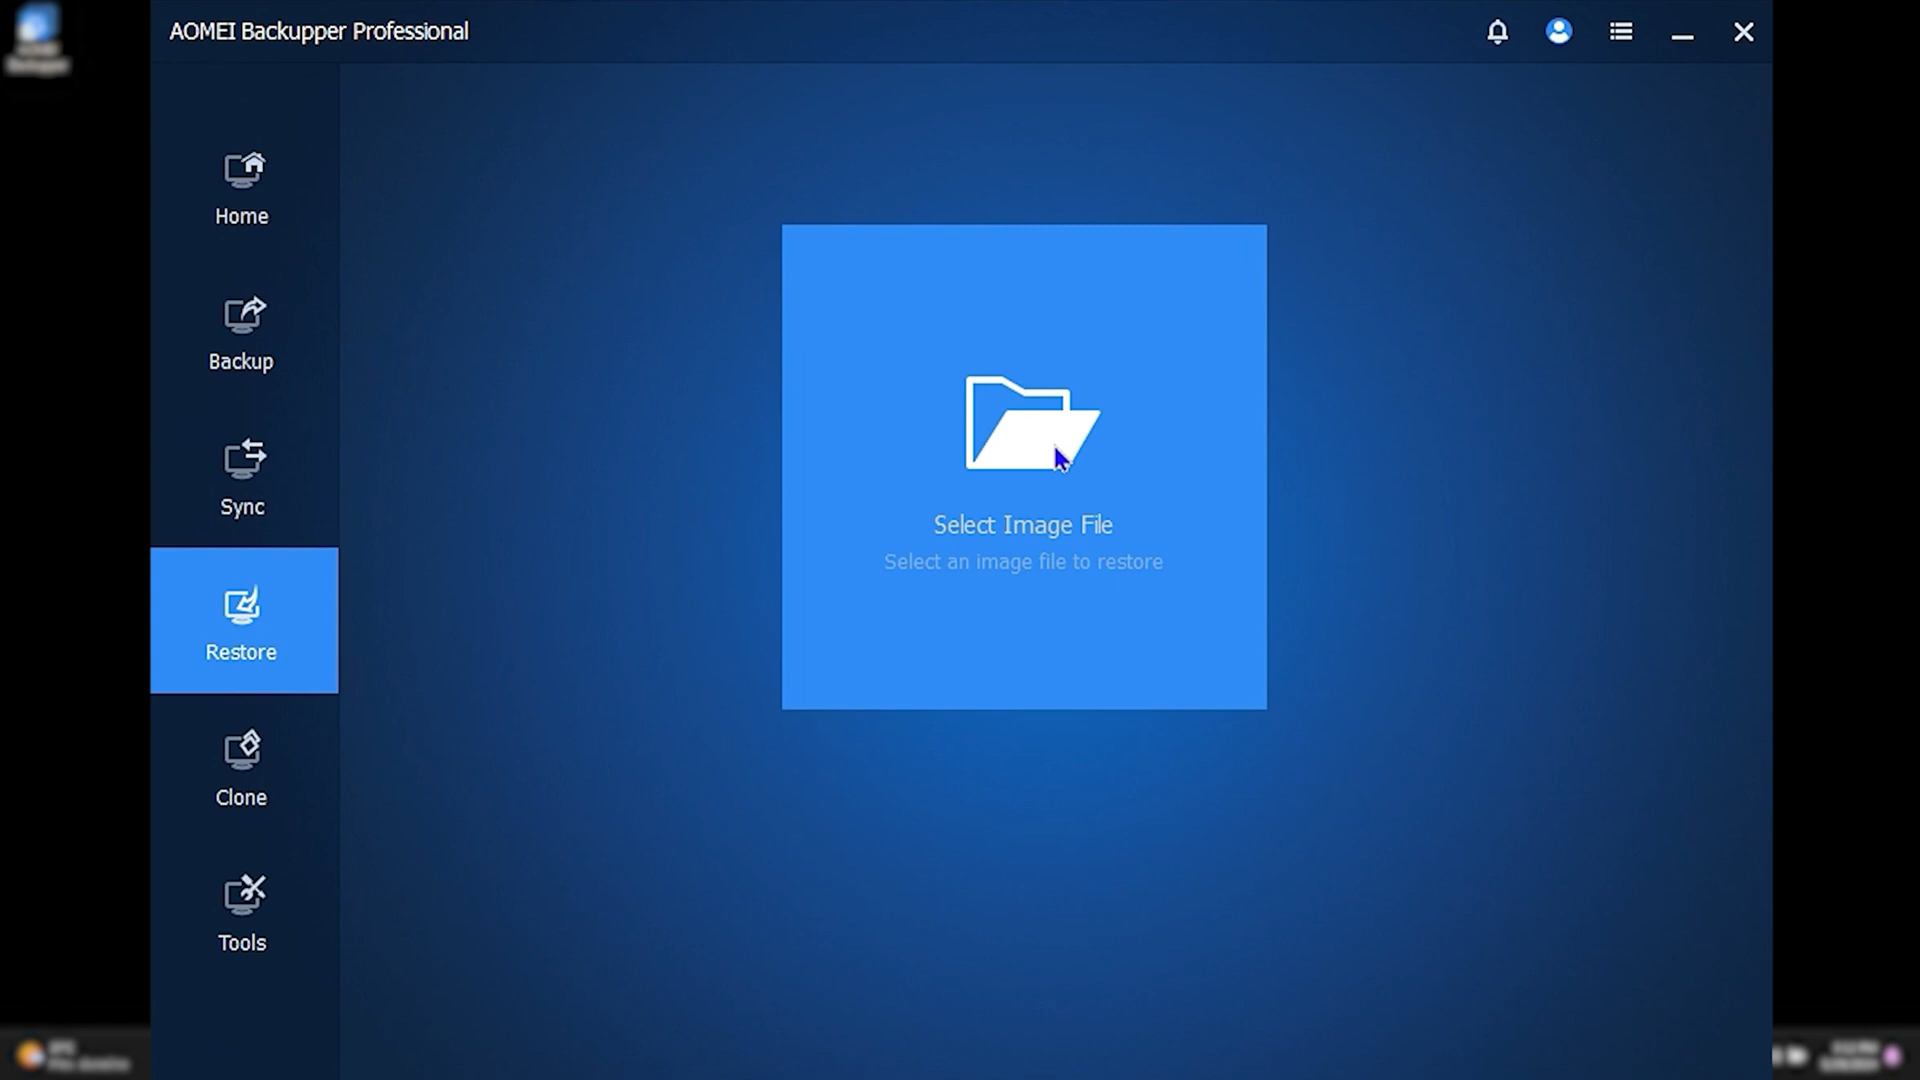 AOMEI Backupper Professional
Home
Backup
Sync
Restore
Clone
Tools
Select Image File
Select an image file to restore